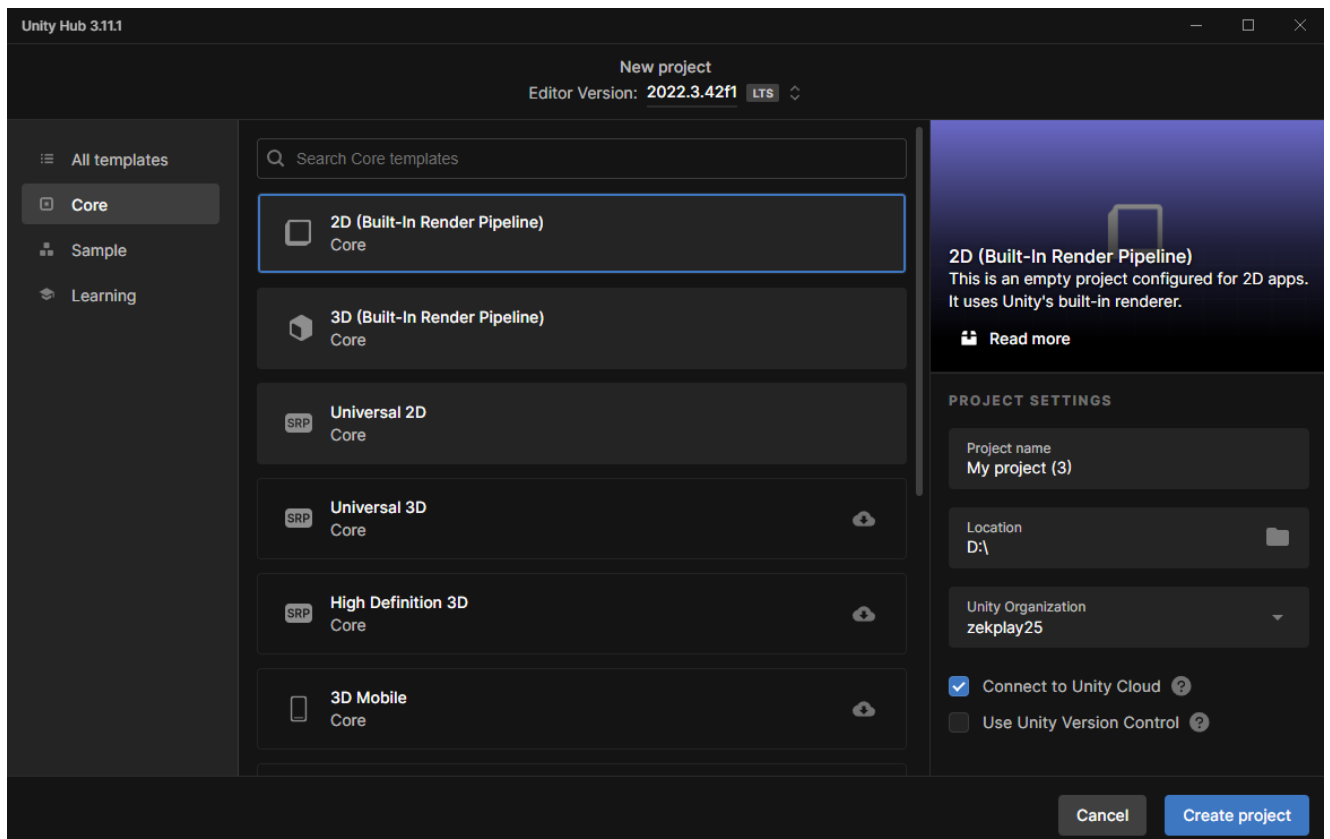 Unity Hub 3.11.1
New project
Editor Version: 2022.3.42f1 LTS
All templates
Core
Sample
Learning
Search Core templates
2D (Built-In Render Pipeline)
Core
3D (Built-In Render Pipeline)
Core
SRP
Universal 2D
Core
SRP
Universal 3D
Core
SRP
High Definition 3D
Core
3D Mobile
Core
2D (Built-In Render Pipeline)
This is an empty project configured for 2D apps.
It uses Unity's built-in renderer.
Read more
PROJECT SETTINGS
Project name
My project (3)
Location
D:\
Unity Organization
zekplay25
Connect to Unity Cloud ?
Use Unity Version Control ?
Cancel
Create project